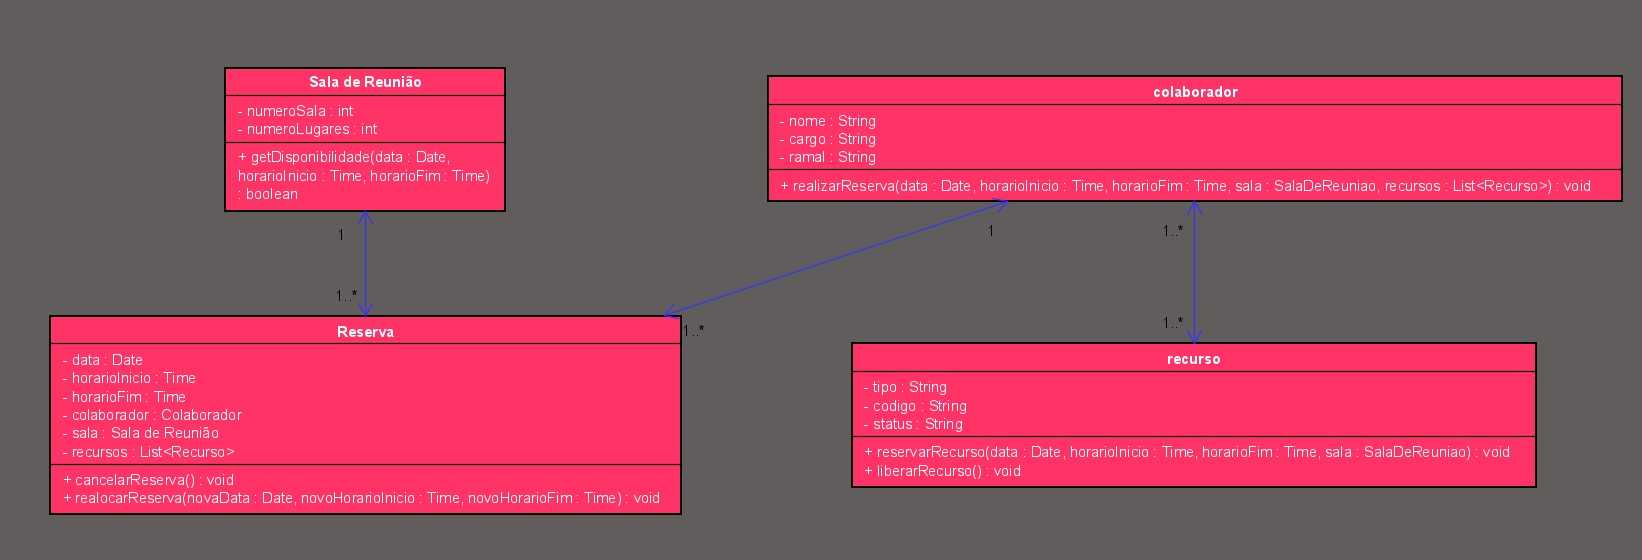 Sala de Reunião
- numeroSala : int
- numeroLugares : int
+ getDisponibilidade(data : Date,
horarioInicio : Time, horarioFim : Time)
: boolean
colaborador
- nome : String
- cargo : String
- ramal : String
+ realizarReserva(data : Date, horarioInicio : Time, horarioFim : Time, sala : SalaDeReuniao, recursos : List<Recurso>) : void
1
1..*
1
1..*
1..*
1..*
Reserva
- data : Date
- horarioInicio : Time
- horarioFim : Time
- colaborador : Colaborador
- sala : Sala de Reunião
- recursos : List<Recurso>
+ cancelarReserva() : void
+ realocarReserva(novaData : Date, novoHorarioInicio : Time, novoHorarioFim : Time) : void
recurso
- tipo : String
- codigo : String
- status : String
+ reservarRecurso(data : Date, horarioInicio : Time, horarioFim : Time, sala : SalaDeReuniao) : void
+ liberarRecurso() : void